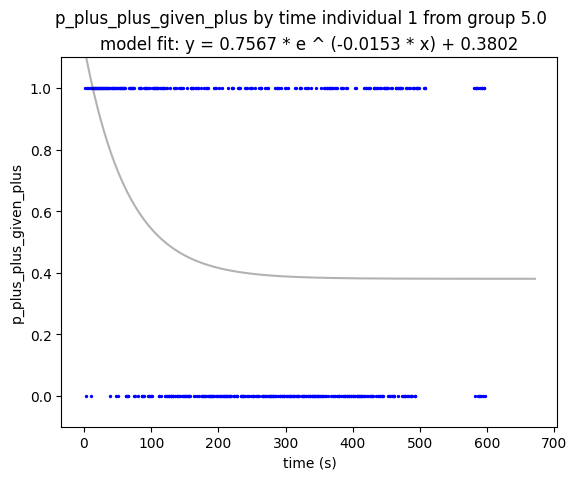 p_plus_plus_given_plus by time individual 1 from group 5.0
model fit: y = 0.7567 * e ^ (-0.0153 * x) + 0.3802
1.0
0.8
0.6
0.4
0.2
0.0
p_plus_plus_given_plus
0 100 200 300 400 500 600 700
time (s)